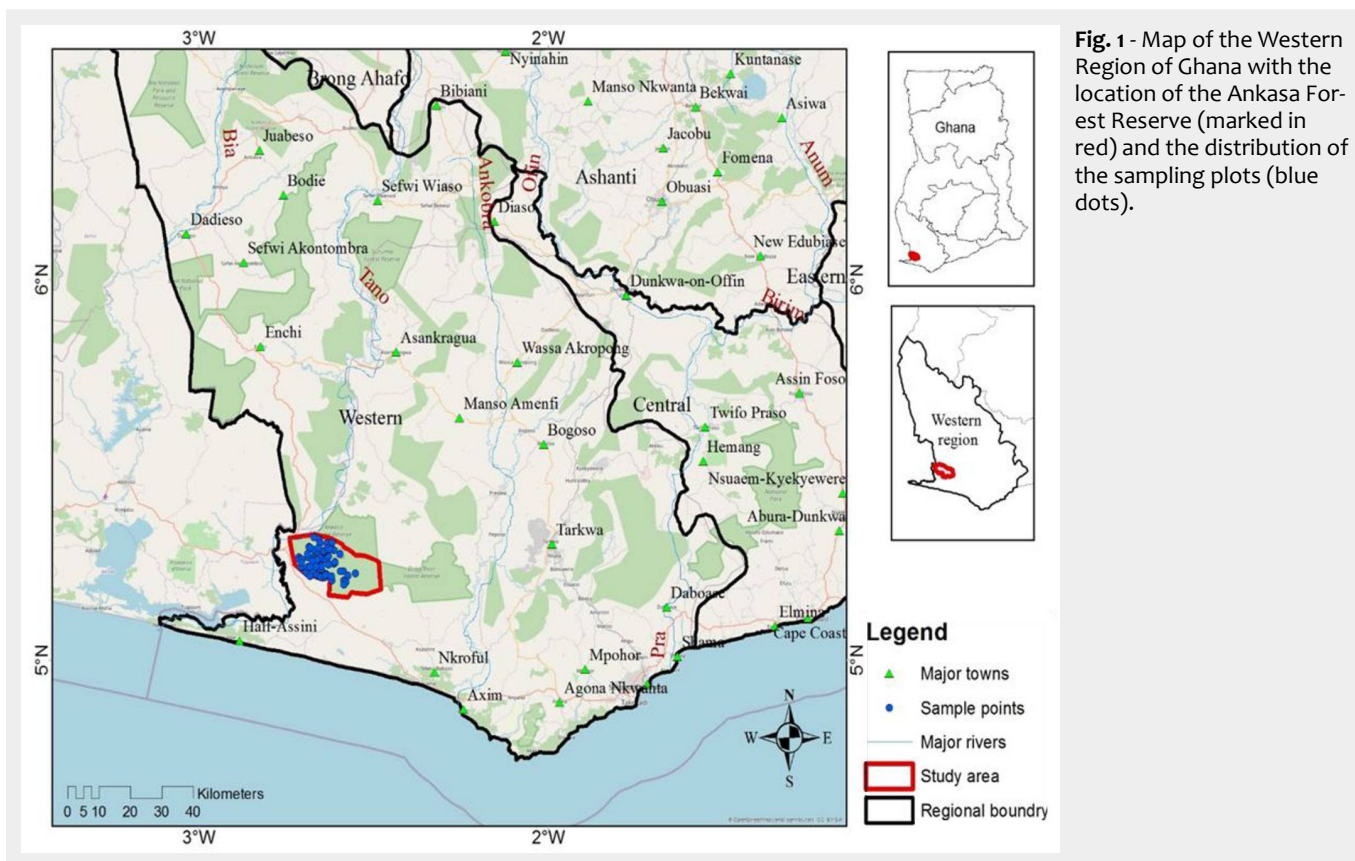 Fig. 1 - Map of the Western
Region of Ghana with the
location of the Ankasa For-
est Reserve (marked in
red) and the distribution of
the sampling plots (blue
dots).
3°W
2°W
Nyinahin
Kuntanase
Brong Ahafo
Bibiani
Manso Nkwanta
Bekwai
Asiwa
Bia
Juabeso
Jacobu
Ofin
Anum
Bodie
Sefwi Wiaso
Ankobra
Ashanti
Fomena
Obuasi
Dadieso
Diaso
New Edubiase
Sefwi Akontombra
Eastern
6°N
Tano
Dunkwa-on-Offin
Birim
6°N
Enchi
Asankragua
Wassa Akropong
Assin Foso
Western
Manso Amenfi
Central
Twifo Praso
Bogoso
Hemang
Nsuaem-Kyekyewere
Abura-Dunkwa
Tarkwa
Daboase
Elmina
Cape Coast
Half-Assini
Pra
Shama
5°N
Nkroful
Mpohor
5°N
Axim
Agona Nkwanta
N
W
E
S
Kilometers
0 5 10 20 30 40
3°W
2°W
Ghana
Western
region
Legend
Major towns
Sample points
Major rivers
Study area
Regional boundry